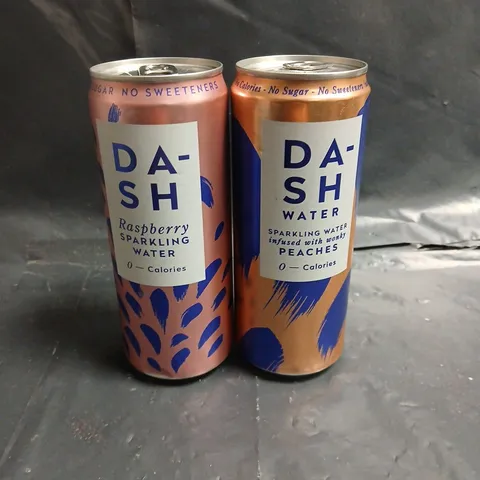 SUGAR NO SWEETENERS
DA-
SH
Raspberry
SPARKLING
WATER
0 — Calories
Calories - No Sugar - No Sweeteners
DA-
SH
WATER
SPARKLING WATER
infused with wonky
PEACHES
0 — Calories